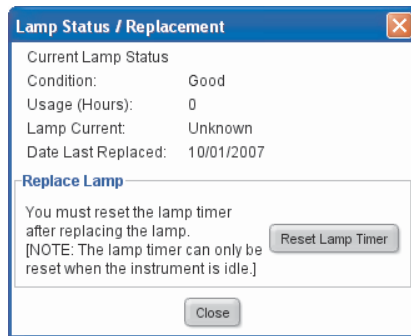 Lamp Status / Replacement
Current Lamp Status
Condition: Good
Usage (Hours): 0
Lamp Current: Unknown
Date Last Replaced: 10/01/2007
Replace Lamp
You must reset the lamp timer
after replacing the lamp.
[NOTE: The lamp timer can only be
reset when the instrument is idle.]
Reset Lamp Timer
Close